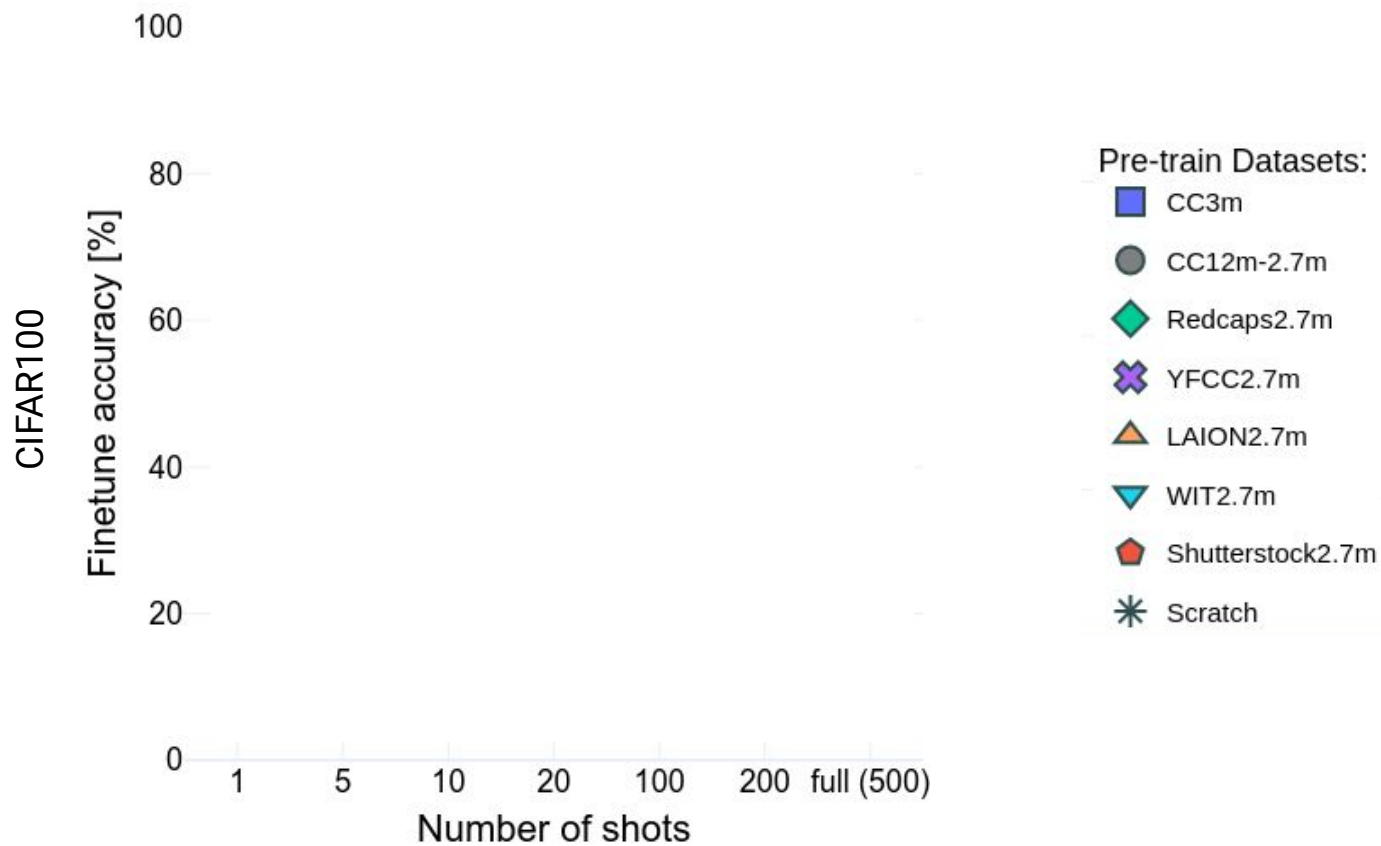 CIFAR100
Finetune accuracy [%]
100
80
60
40
20
0
1 5 10 20 100 200 full (500)
Number of shots
Pre-train Datasets:
CC3m
CC12m-2.7m
Redcaps2.7m
YFCC2.7m
LAION2.7m
WIT2.7m
Shutterstock2.7m
Scratch